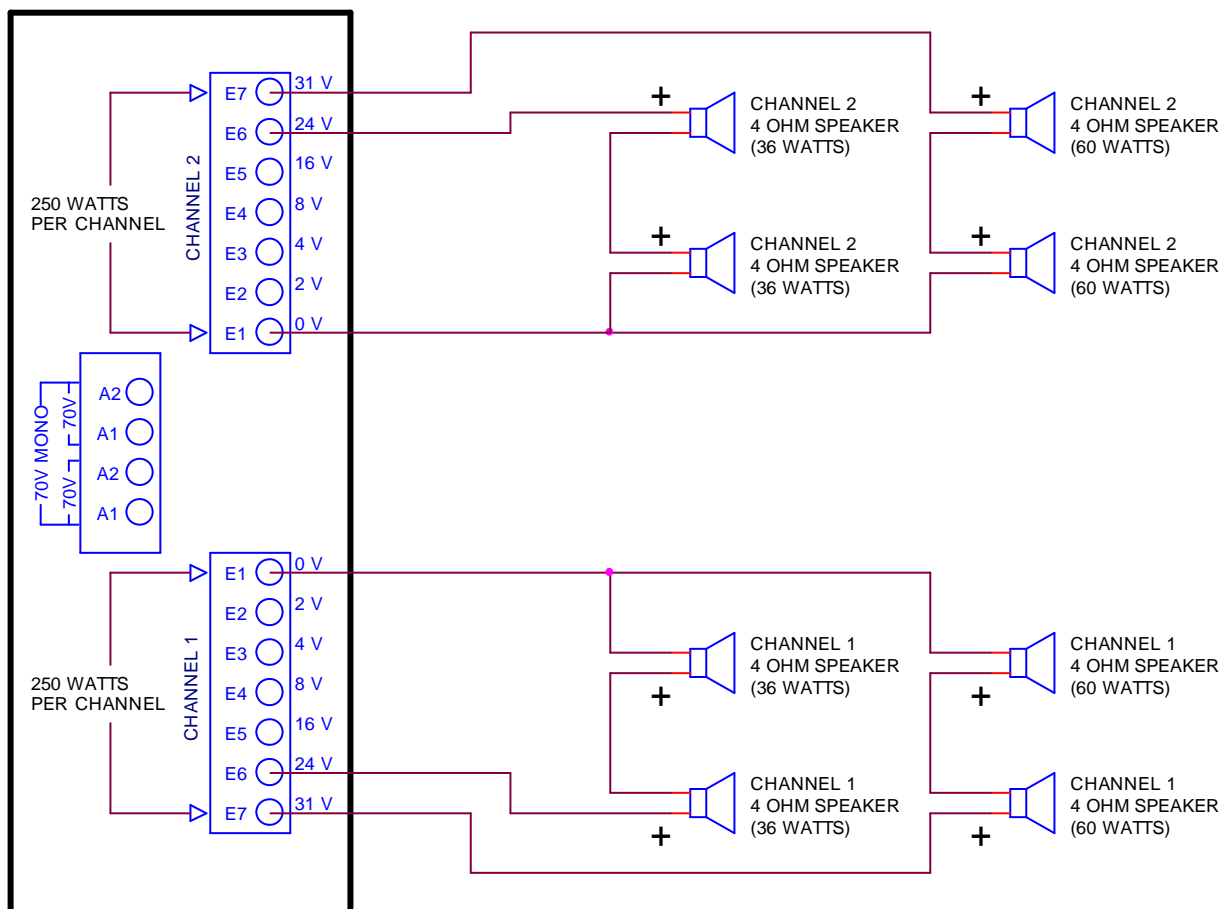 E7 31 V
E6 24 V
E5 16 V
E4 8 V
E3 4 V
E2 2 V
E1 0 V
CHANNEL 2
250 WATTS
PER CHANNEL
+
CHANNEL 2
4 OHM SPEAKER
(36 WATTS)
+
CHANNEL 2
4 OHM SPEAKER
(60 WATTS)
+
CHANNEL 2
4 OHM SPEAKER
(36 WATTS)
+
CHANNEL 2
4 OHM SPEAKER
(60 WATTS)
70V MONO
70V
70V
A2
A1
A2
A1
E1 0 V
E2 2 V
E3 4 V
E4 8 V
E5 16 V
E6 24 V
E7 31 V
CHANNEL 1
250 WATTS
PER CHANNEL
CHANNEL 1
4 OHM SPEAKER
(36 WATTS)
+
CHANNEL 1
4 OHM SPEAKER
(60 WATTS)
+
CHANNEL 1
4 OHM SPEAKER
(36 WATTS)
+
CHANNEL 1
4 OHM SPEAKER
(60 WATTS)
+